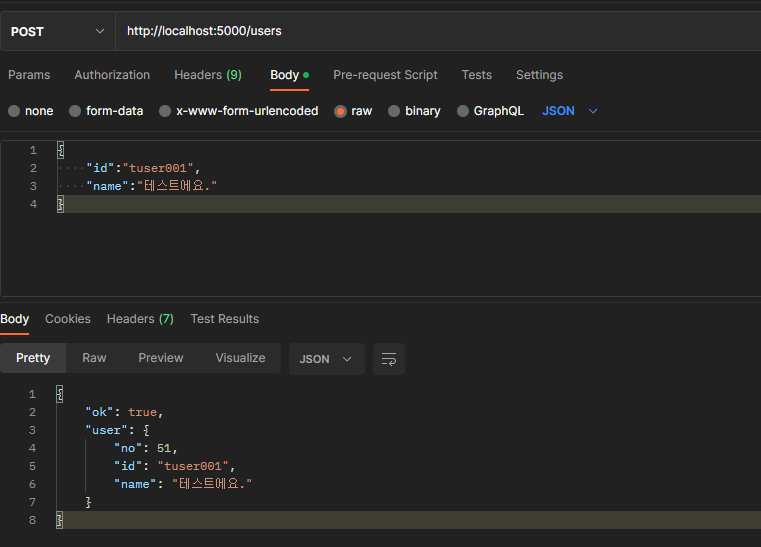 POST http://localhost:5000/users
Params Authorization Headers (9) Body Pre-request Script Tests Settings
none form-data x-www-form-urlencoded raw binary GraphQL JSON
1 {
2 ····"id":"tuser001",
3 ····"name":"테스트에요."
4 }
Body Cookies Headers (7) Test Results
Pretty Raw Preview Visualize JSON
1 {
2 "ok": true,
3 "user": {
4 "no": 51,
5 "id": "tuser001",
6 "name": "테스트에요."
7 }
8 }